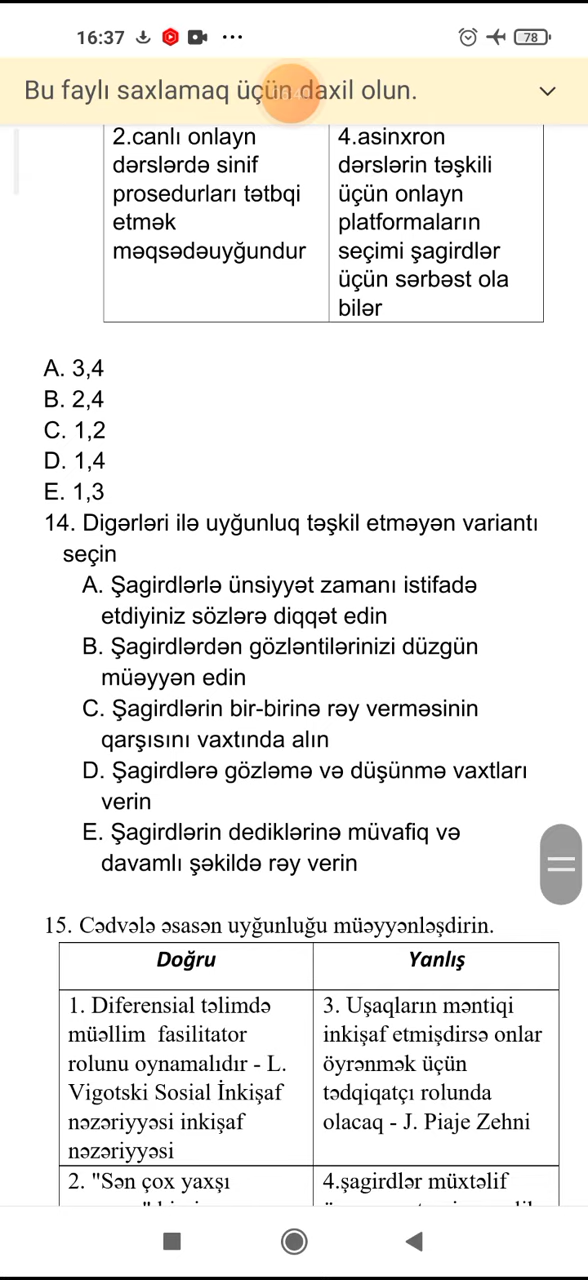 16:37
78
Bu faylı saxlamaq üçün daxil olun.
2.canlı onlayn
dərslərdə sinif
prosedurları tətbqi
etmək
məqsədəuyğundur
4.asinxron
dərslərin təşkili
üçün onlayn
platformaların
seçimi şagirdlər
üçün sərbəst ola
bilər
A. 3,4
B. 2,4
C. 1,2
D. 1,4
E. 1,3
14. Digərləri ilə uyğunluq təşkil etməyən variantı
seçin
A. Şagirdlərlə ünsiyyət zamanı istifadə
etdiyiniz sözlərə diqqət edin
B. Şagirdlərdən gözləntilərinizi düzgün
müəyyən edin
C. Şagirdlərin bir-birinə rəy verməsinin
qarşısını vaxtında alın
D. Şagirdlərə gözləmə və düşünmə vaxtları
verin
E. Şagirdlərin dediklərinə müvafiq və
davamlı şəkildə rəy verin
15. Cədvələ əsasən uyğunluğu müəyyənləşdirin.
Doğru
Yanlış
1. Diferensial təlimdə
müəllim fasilitator
rolunu oynamalıdır - L.
Vigotski Sosial İnkişaf
nəzəriyyəsi inkişaf
nəzəriyyəsi
3. Uşaqların məntiqi
inkişaf etmişdirsə onlar
öyrənmək üçün
tədqiqatçı rolunda
olacaq - J. Piaje Zehni
2. "Sən çox yaxşı
4.şagirdlər müxtəlif